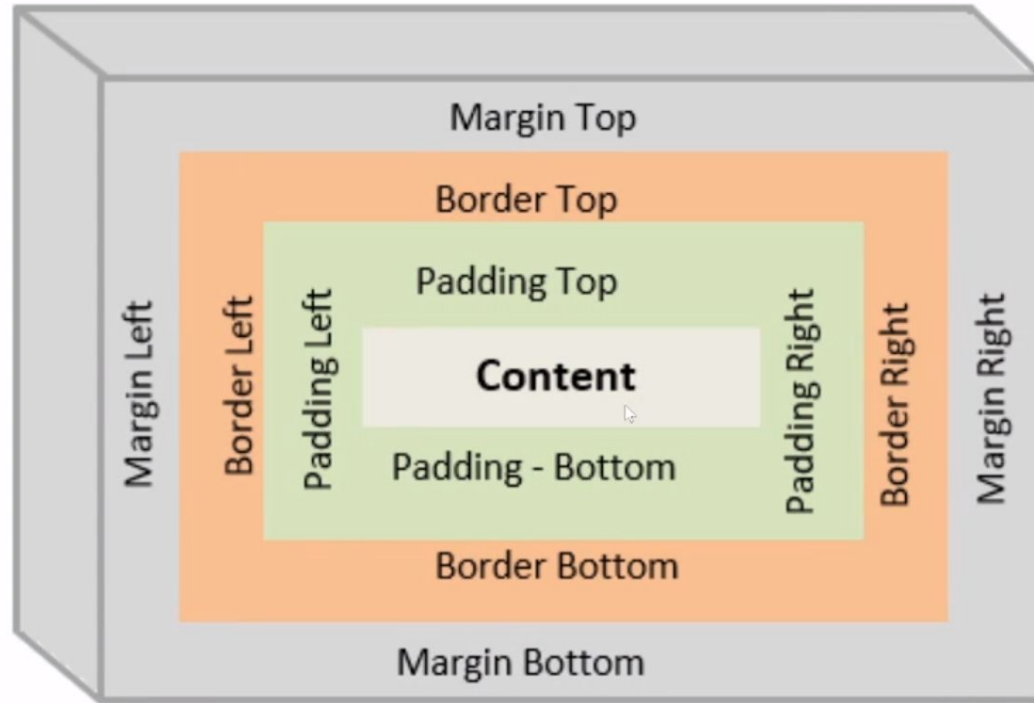 Margin Top
Border Top
Padding Top
Margin Left
Border Left
Padding Left
Content
Padding Right
Border Right
Margin Right
Padding - Bottom
Border Bottom
Margin Bottom